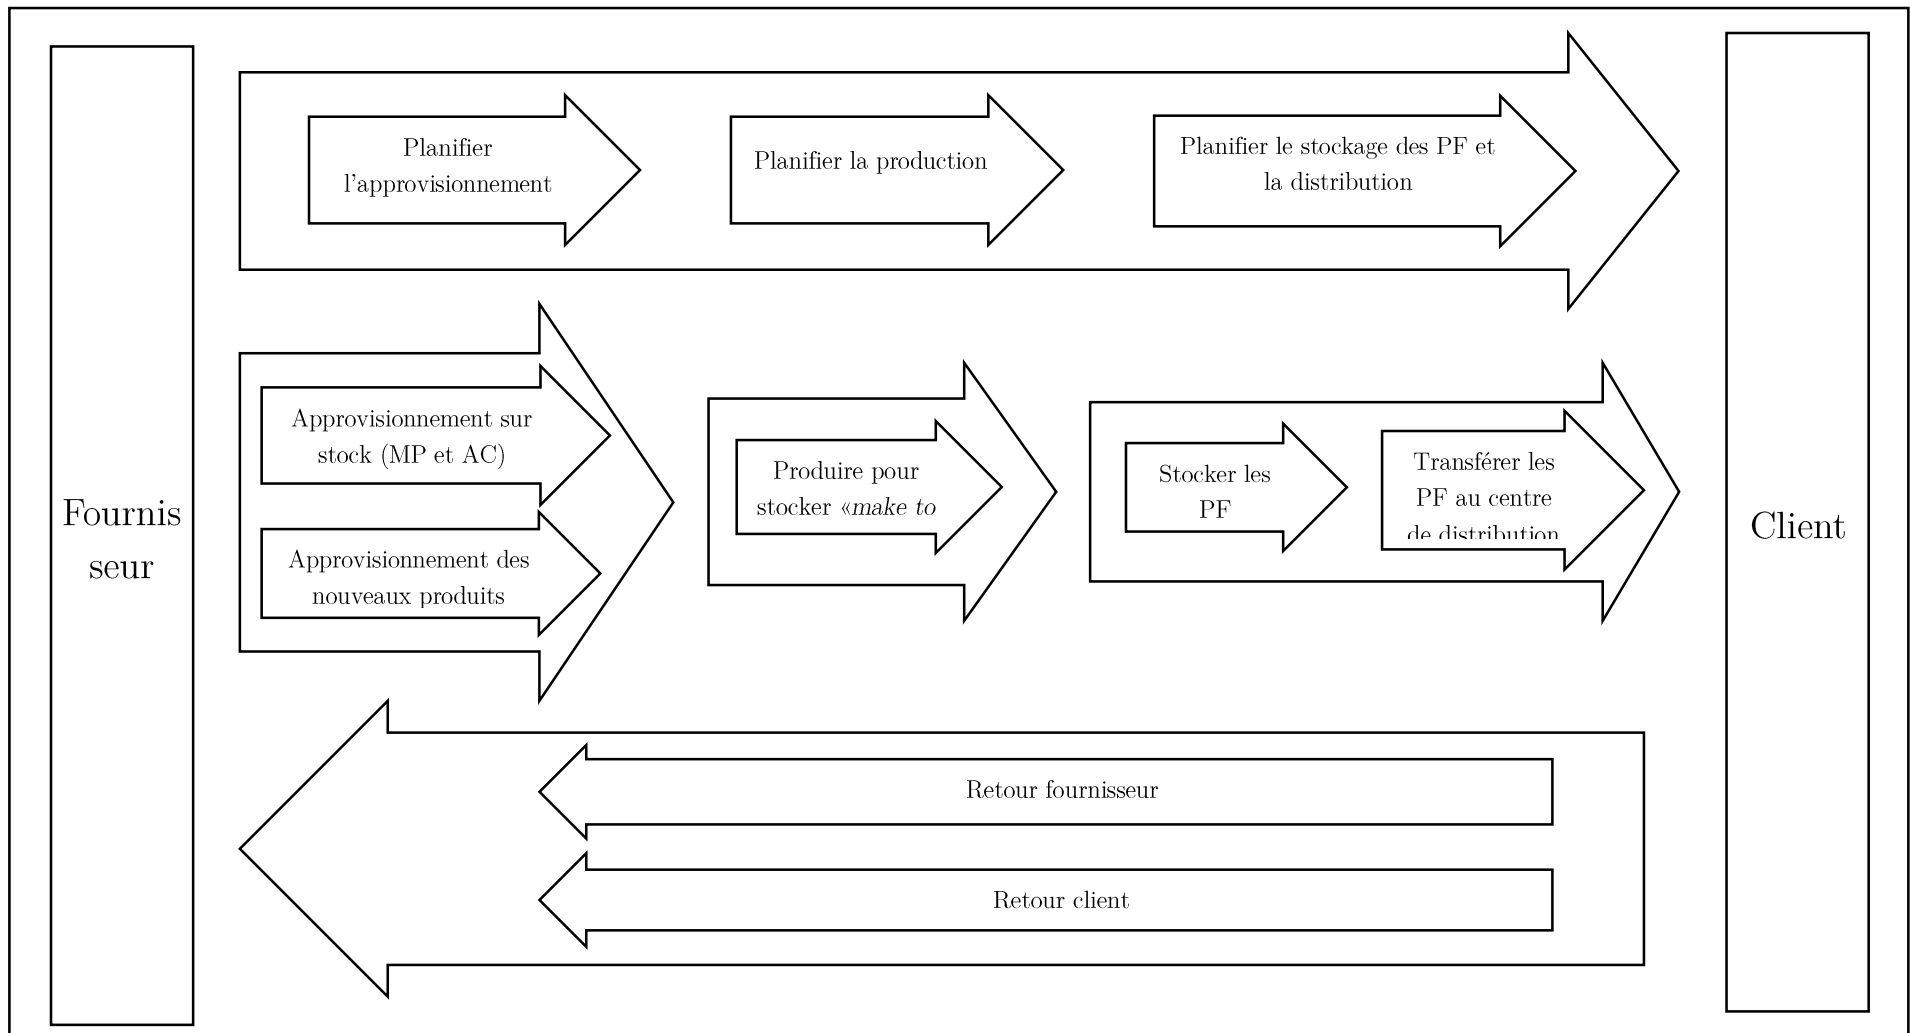 Fournis
seur
Planifier
l'approvisionnement
Planifier la production
Planifier le stockage des PF et
la distribution
Approvisionnement sur
stock (MP et AC)
Approvisionnement des
nouveaux produits
Produire pour
stocker «make to
Stocker les
PF
Transférer les
PF au centre
de distribution
Retour fournisseur
Retour client
Client